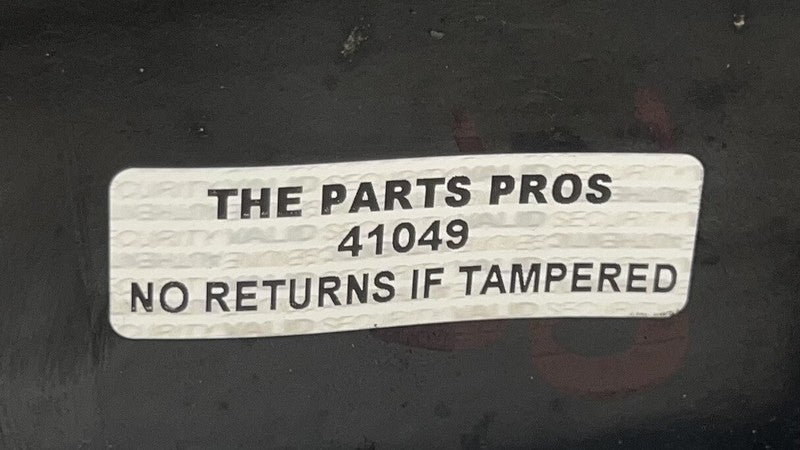 THE PARTS PROS
41049
NO RETURNS IF TAMPERED